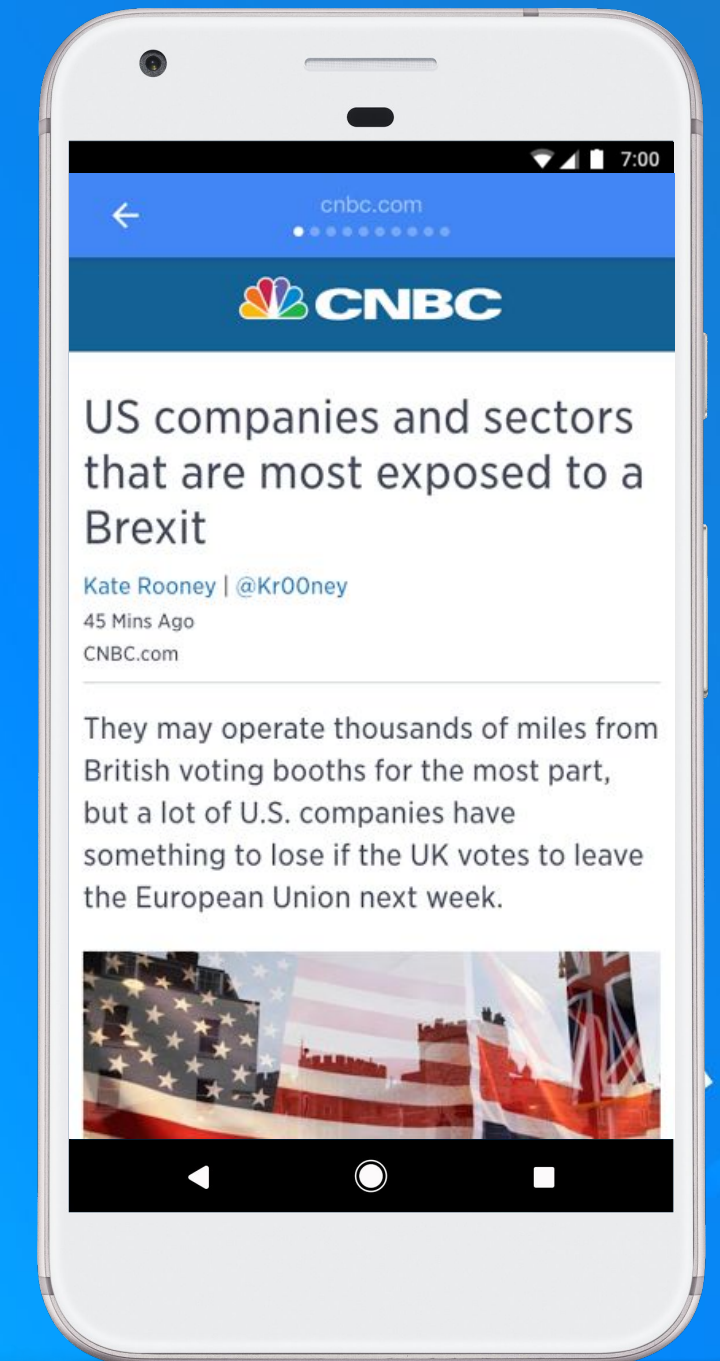 7:00
cnbc.com
CNBC
US companies and sectors
that are most exposed to a
Brexit
Kate Rooney | @Kr00ney
45 Mins Ago
CNBC.com
They may operate thousands of miles from
British voting booths for the most part,
but a lot of U.S. companies have
something to lose if the UK votes to leave
the European Union next week.